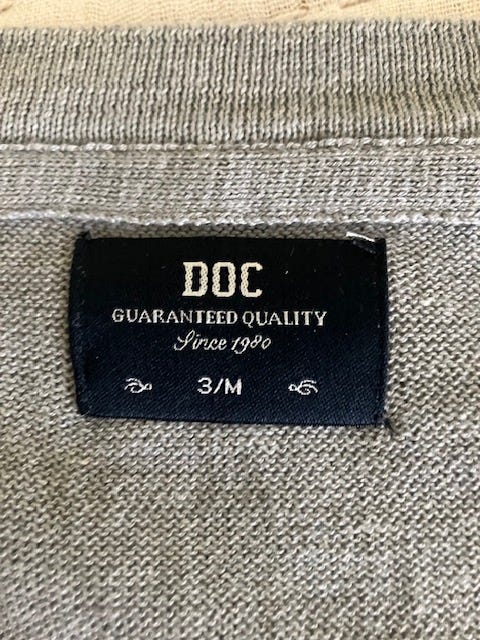 DOC
GUARANTEED QUALITY
Since 1980
3/M